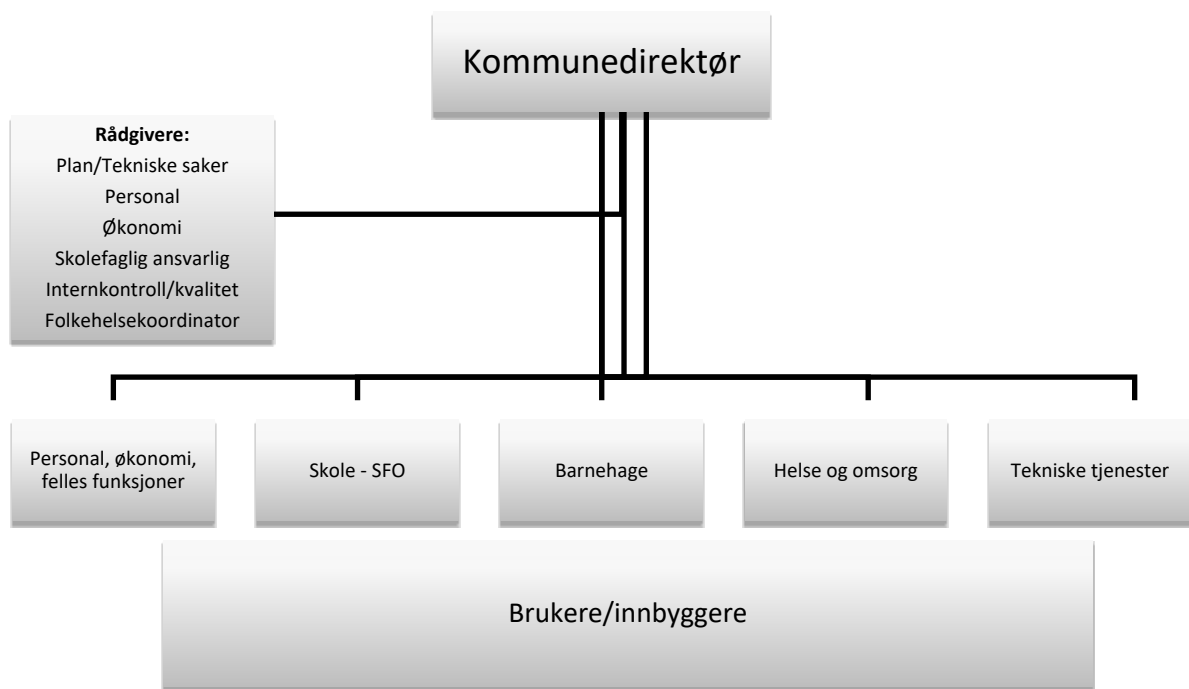 Kommunedirektør
Rådgivere:
Plan/Tekniske saker
Personal
Økonomi
Skolefaglig ansvarlig
Internkontroll/kvalitet
Folkehelsekoordinator
Personal, økonomi,
felles funksjoner
Skole - SFO
Barnehage
Helse og omsorg
Tekniske tjenester
Brukere/innbyggere